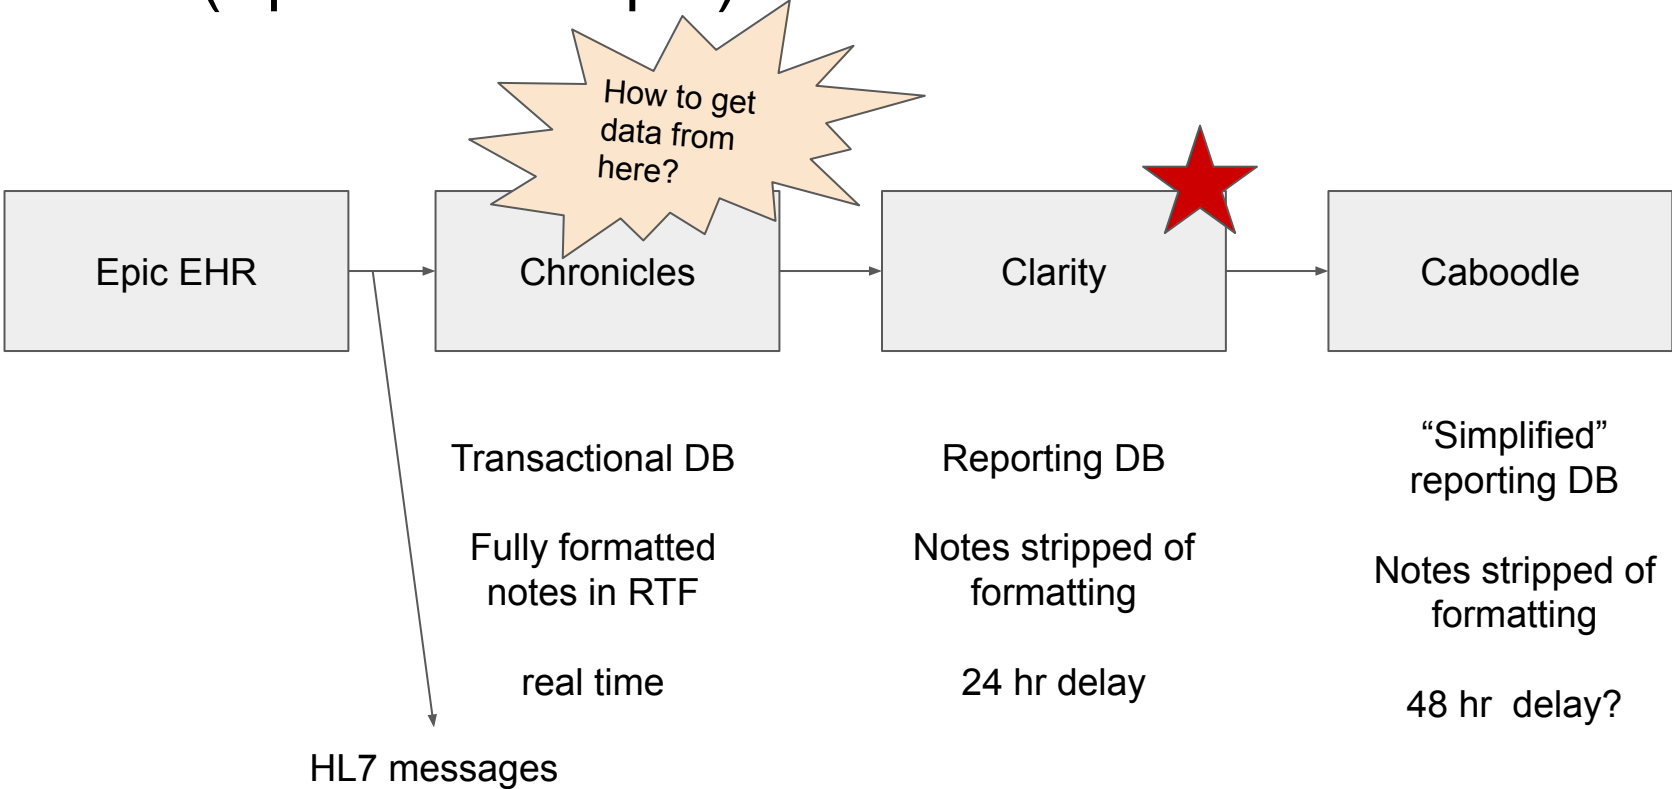 How to get
data from
here?
Epic EHR
Chronicles
Clarity
Caboodle
Transactional DB
Fully formatted
notes in RTF
real time
Reporting DB
Notes stripped of
formatting
24 hr delay
“Simplified”
reporting DB
Notes stripped of
formatting
48 hr  delay?
HL7 messages